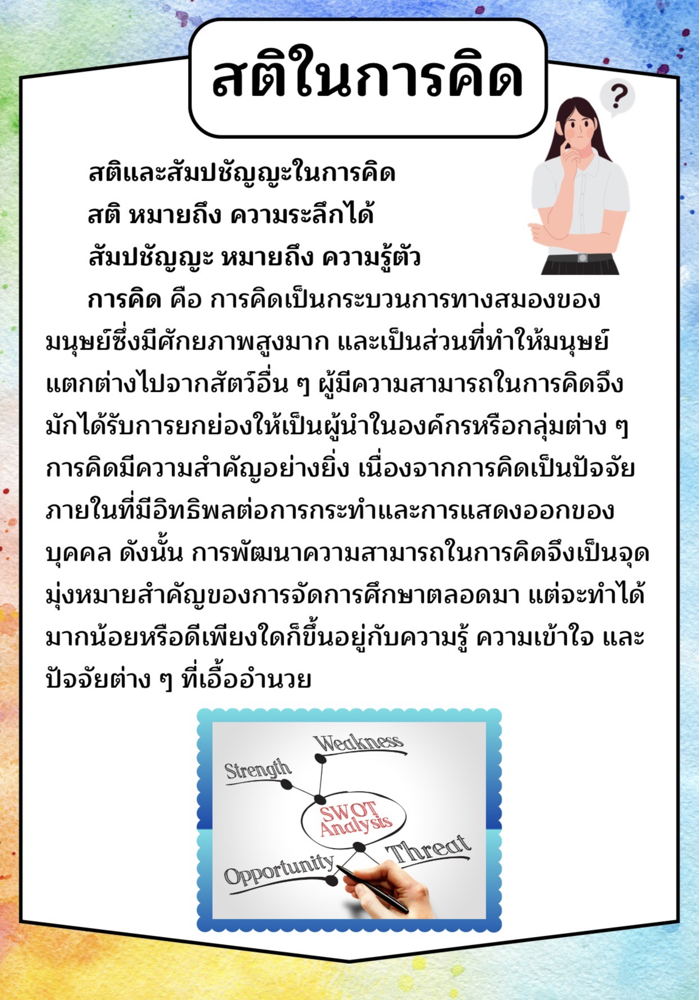 สติในการคิด
?
สติและสัมปชัญญะในการคิด
สติ หมายถึง ความระลึกได้
สัมปชัญญะ หมายถึง ความรู้ตัว
การคิด คือ การคิดเป็นกระบวนการทางสมองของ
มนุษย์ซึ่งมีศักยภาพสูงมาก และเป็นส่วนที่ทำให้มนุษย์
แตกต่างไปจากสัตว์อื่น ๆ ผู้มีความสามารถในการคิดจึง
มักได้รับการยกย่องให้เป็นผู้นำในองค์กรหรือกลุ่มต่าง ๆ
การคิดมีความสำคัญอย่างยิ่ง เนื่องจากการคิดเป็นปัจจัย
ภายในที่มีอิทธิพลต่อการกระทำและการแสดงออกของ
บุคคล ดังนั้น การพัฒนาความสามารถในการคิดจึงเป็นจุด
มุ่งหมายสำคัญของการจัดการศึกษาตลอดมา แต่จะทำได้
มากน้อยหรือดีเพียงใดก็ขึ้นอยู่กับความรู้ ความเข้าใจ และ
ปัจจัยต่าง ๆ ที่เอื้ออำนวย
Weakness
Strength
SWOT
Analysis
Threat
Opportunity